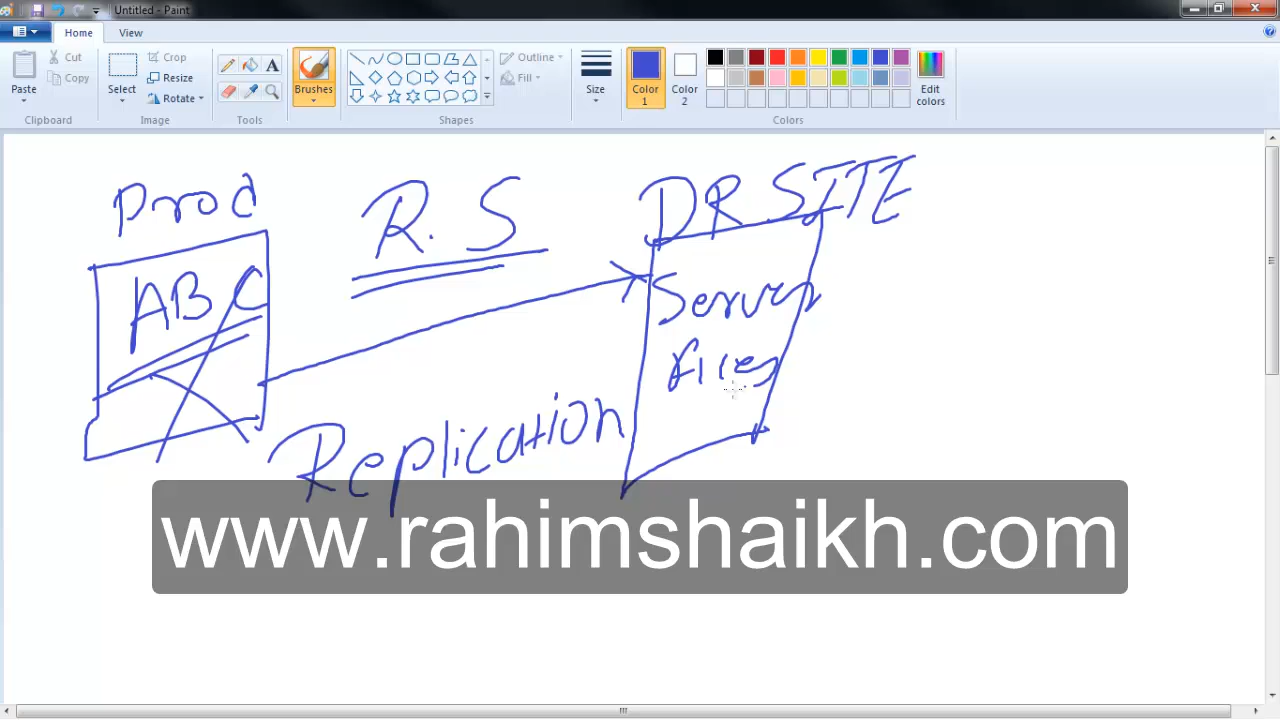 Untitled - Paint
Home View
Paste
Cut
Copy
Clipboard
Select
Crop
Resize
Rotate
Image
Tools
Brushes
Shapes
Outline
Fill
Size
Color 1
Color 2
Colors
Edit colors
Prod
R.S
DR SITE
ABC
Server
Files
Replication
www.rahimshaikh.com